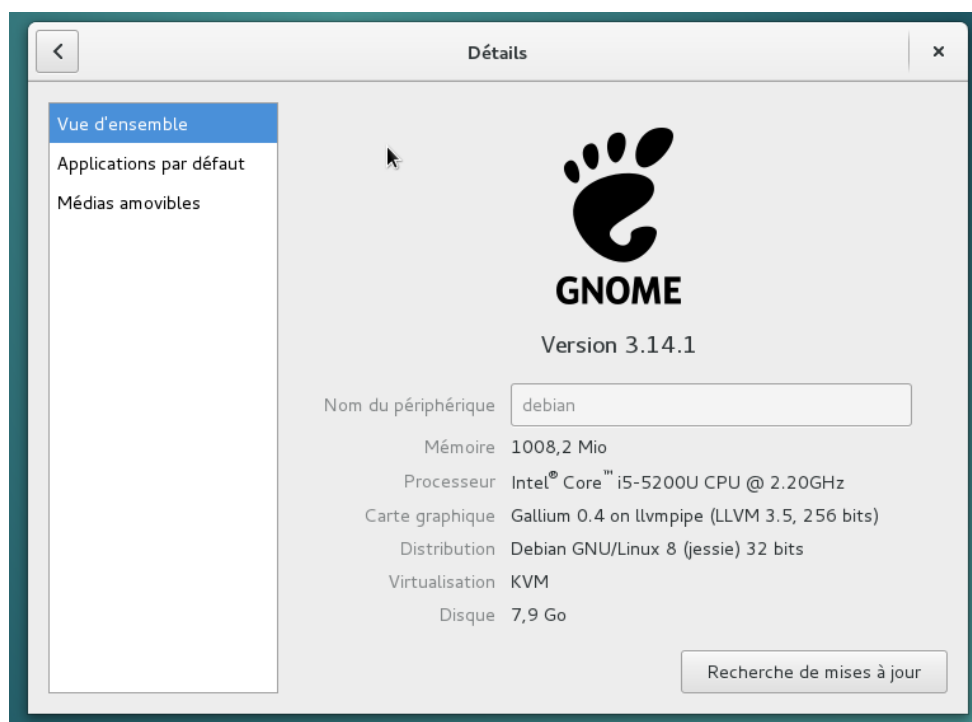 Détails
Vue d'ensemble
Applications par défaut
Médias amovibles
GNOME
Version 3.14.1
Nom du périphérique debian
Mémoire 1008,2 Mio
Processeur Intel® Core™ i5-5200U CPU @ 2.20GHz
Carte graphique Gallium 0.4 on llvmpipe (LLVM 3.5, 256 bits)
Distribution Debian GNU/Linux 8 (jessie) 32 bits
Virtualisation KVM
Disque 7,9 Go
Recherche de mises à jour